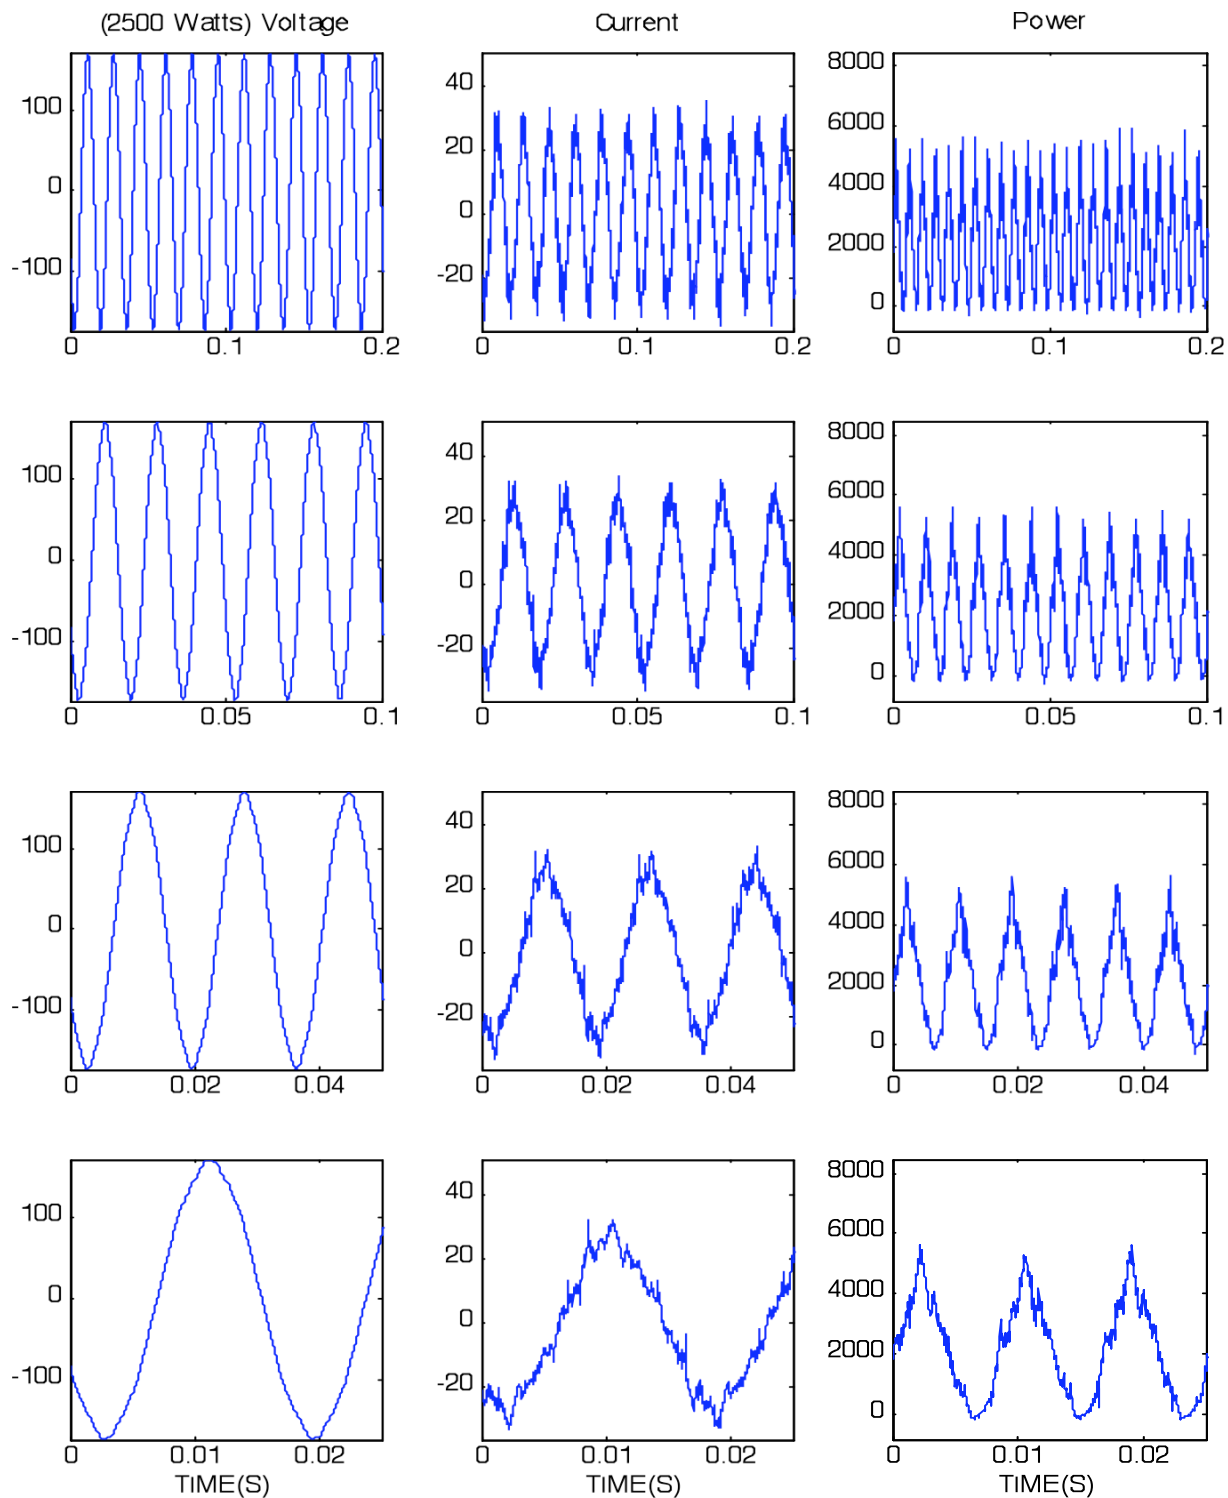 (2500 Watts) Voltage Current Power
100 0 -100 0 0.1 0.2
40 20 0 -20 0 0.1 0.2
8000 6000 4000 2000 0 0 0.1 0.2
100 0 -100 0 0.05 0.1
40 20 0 -20 0 0.05 0.1
8000 6000 4000 2000 0 0 0.05 0.1
100 0 -100 0 0.02 0.04
40 20 0 -20 0 0.02 0.04
8000 6000 4000 2000 0 0 0.02 0.04
100 0 -100 0 0.01 0.02
40 20 0 -20 0 0.01 0.02
8000 6000 4000 2000 0 0 0.01 0.02
TIME(S) TIME(S)